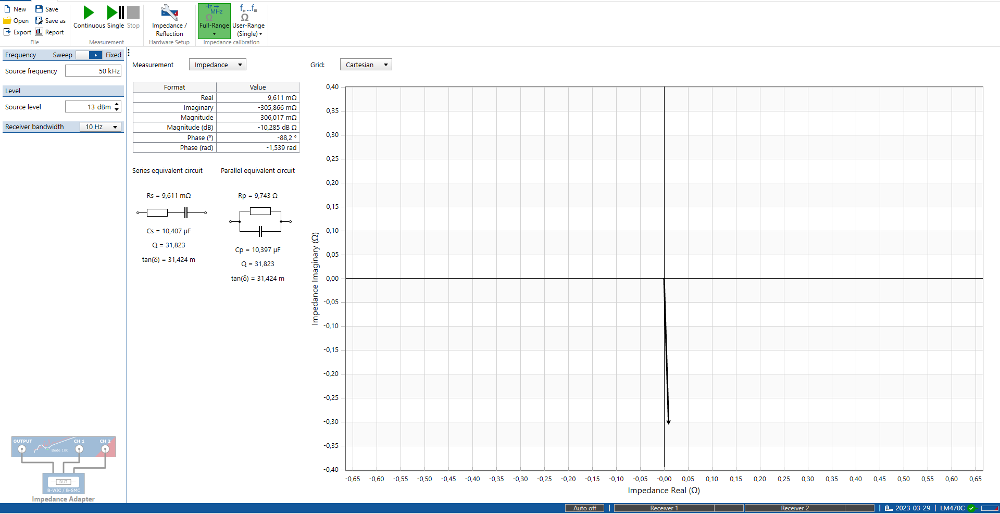 New
Save
Open
Save as
Export
Report
File
Continuous
Single
Stop
Measurement
Impedance /
Reflection
Hardware Setup
Hz →
MHz
Ω
Full-Range
f▶...f■
Ω
User-Range
(Single)
Impedance calibration
Frequency Sweep Fixed
Source frequency 50 kHz
Level
Source level 13 dBm
Receiver bandwidth 10 Hz
Measurement Impedance
Grid: Cartesian
Format Value
Real 9,611 mΩ
Imaginary -305,866 mΩ
Magnitude 306,017 mΩ
Magnitude (dB) -10,285 dB Ω
Phase (°) -88,2 °
Phase (rad) -1,539 rad
Series equivalent circuit
Rs = 9,611 mΩ
Cs = 10,407 µF
Q = 31,823
tan(δ) = 31,424 m
Parallel equivalent circuit
Rp = 9,743 Ω
Cp = 10,397 µF
Q = 31,823
tan(δ) = 31,424 m
Impedance Imaginary (Ω)
0,40
0,35
0,30
0,25
0,20
0,15
0,10
0,05
0,00
-0,05
-0,10
-0,15
-0,20
-0,25
-0,30
-0,35
-0,40
-0,65 -0,60 -0,55 -0,50 -0,45 -0,40 -0,35 -0,30 -0,25 -0,20 -0,15 -0,10 -0,05 -0,00 0,05 0,10 0,15 0,20 0,25 0,30 0,35 0,40 0,45 0,50 0,55 0,60 0,65
Impedance Real (Ω)
OUTPUT CH 1 CH 2
Bode 100
DUT
B-WIC / B-SMC
Impedance Adapter
Auto off | Receiver 1 Receiver 2 | 2023-03-29 | LM470C